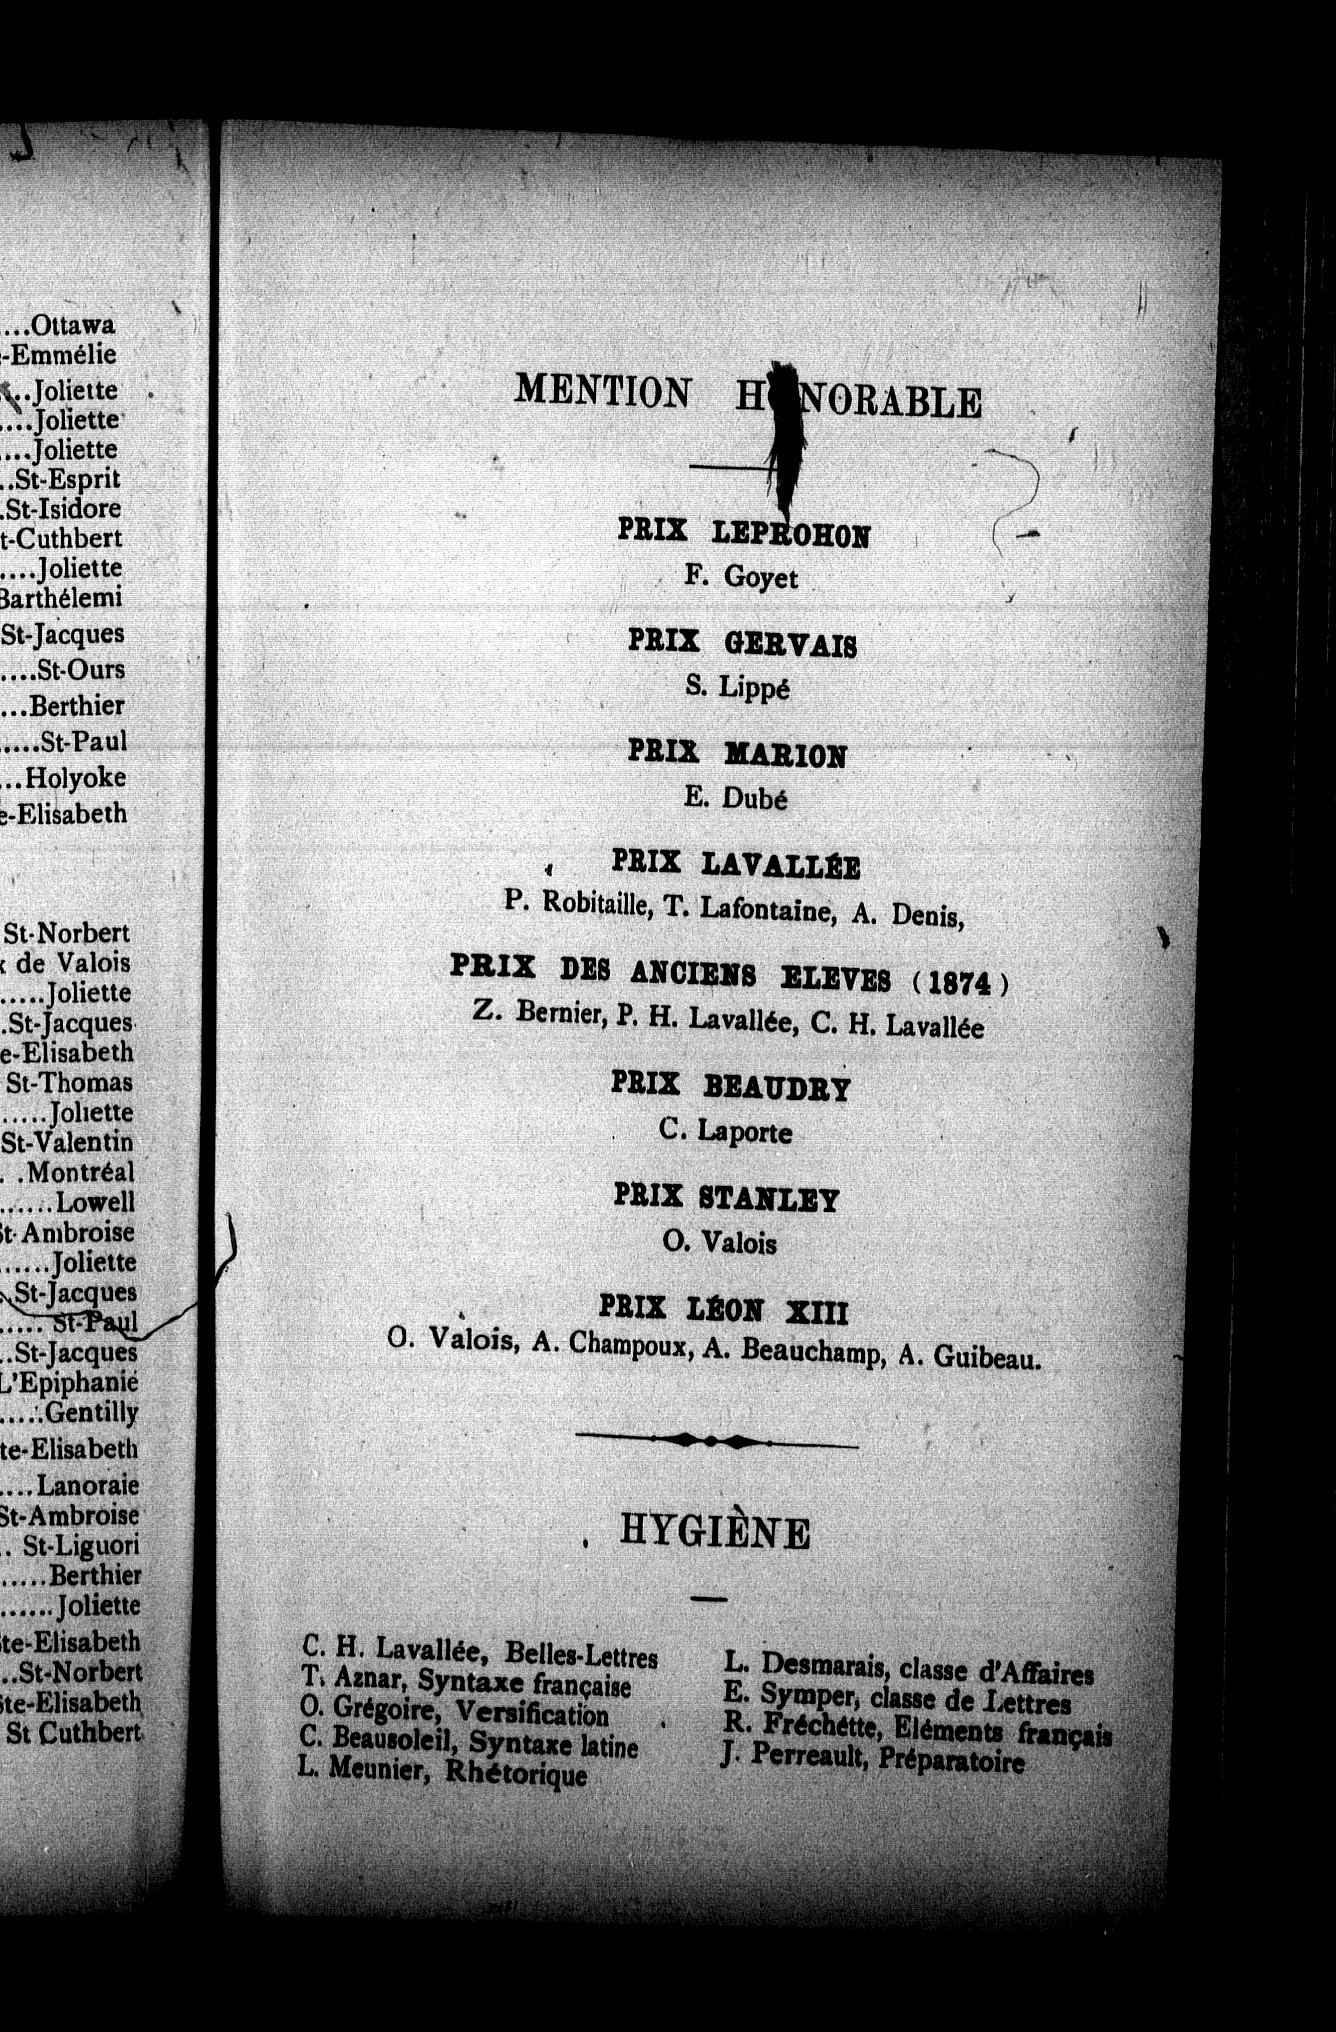 ....Ottawa
-Emmélie
..Joliette
....Joliette
....Joliette
..St-Esprit
.St-Isidore
t-Cuthbert
....Joliette
Barthélemi
St-Jacques
....St-Ours
...Berthier
.....St-Paul
...Holyoke
e-Elisabeth
St-Norbert
x de Valois
.....Joliette
.St-Jacques
e-Elisabeth
St-Thomas
.....Joliette
St-Valentin
. .Montréal
......Lowell
St-Ambroise
......Joliette
St-Jacques
..... St-Paul
..St-Jacques
L'Epiphanie
.....Gentilly
te-Elisabeth
....Lanoraie
St-Ambroise
.. St-Liguori
.....Berthier
......Joliette
Ste-Elisabeth
..St-Norbert
Ste-Elisabeth
St Cuthbert
MENTION HONORABLE
PRIX LEPROHON
F. Goyet
PRIX GERVAIS
S. Lippé
PRIX MARION
E. Dubé
PRIX LAVALLÉE
P. Robitaille, T. Lafontaine, A. Denis,
PRIX DES ANCIENS ELEVES (1874)
Z. Bernier, P. H. Lavallée, C. H. Lavallée
PRIX BEAUDRY
C. Laporte
PRIX STANLEY
O. Valois
PRIX LÉON XIII
O. Valois, A. Champoux, A. Beauchamp, A. Guibeau.
HYGIÈNE
C. H. Lavallée, Belles-Lettres
T. Aznar, Syntaxe française
O. Grégoire, Versification
C. Beausoleil, Syntaxe latine
L. Meunier, Rhétorique
L. Desmarais, classe d'Affaires
E. Symper, classe de Lettres
R. Fréchétte, Eléments français
J. Perreault, Préparatoire